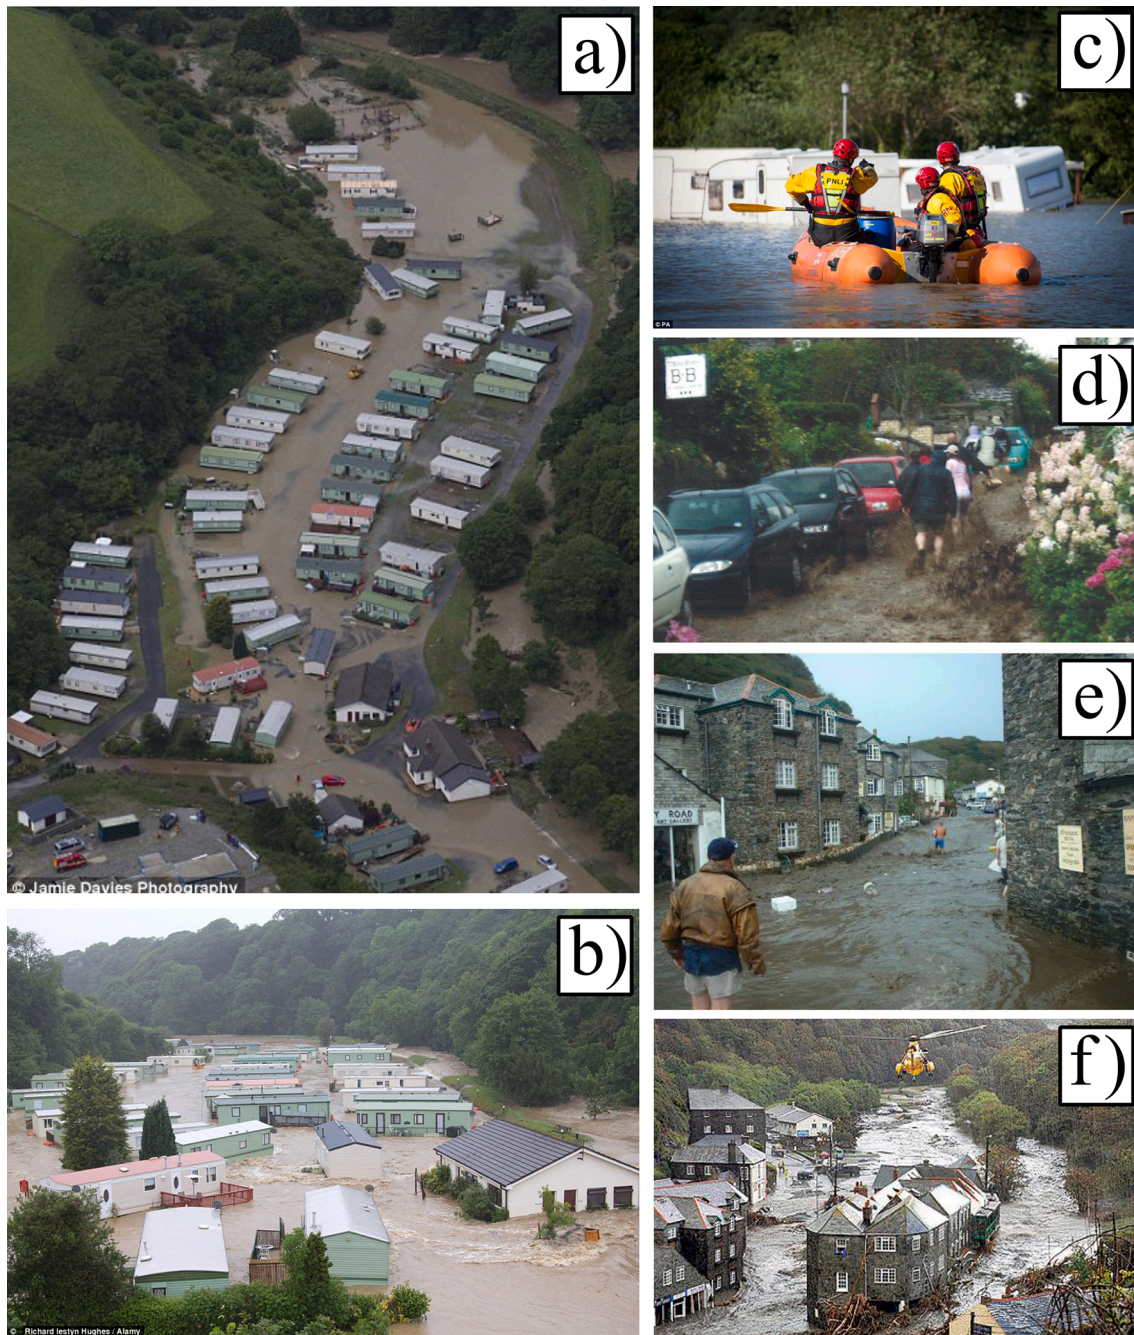 a)
© Jamie Davies Photography
b)
© - Richard Iestyn Hughes / Alamy
c)
RNLI
© PA
d)
B+B
e)
Y ROAD
ART GALLERY
f)